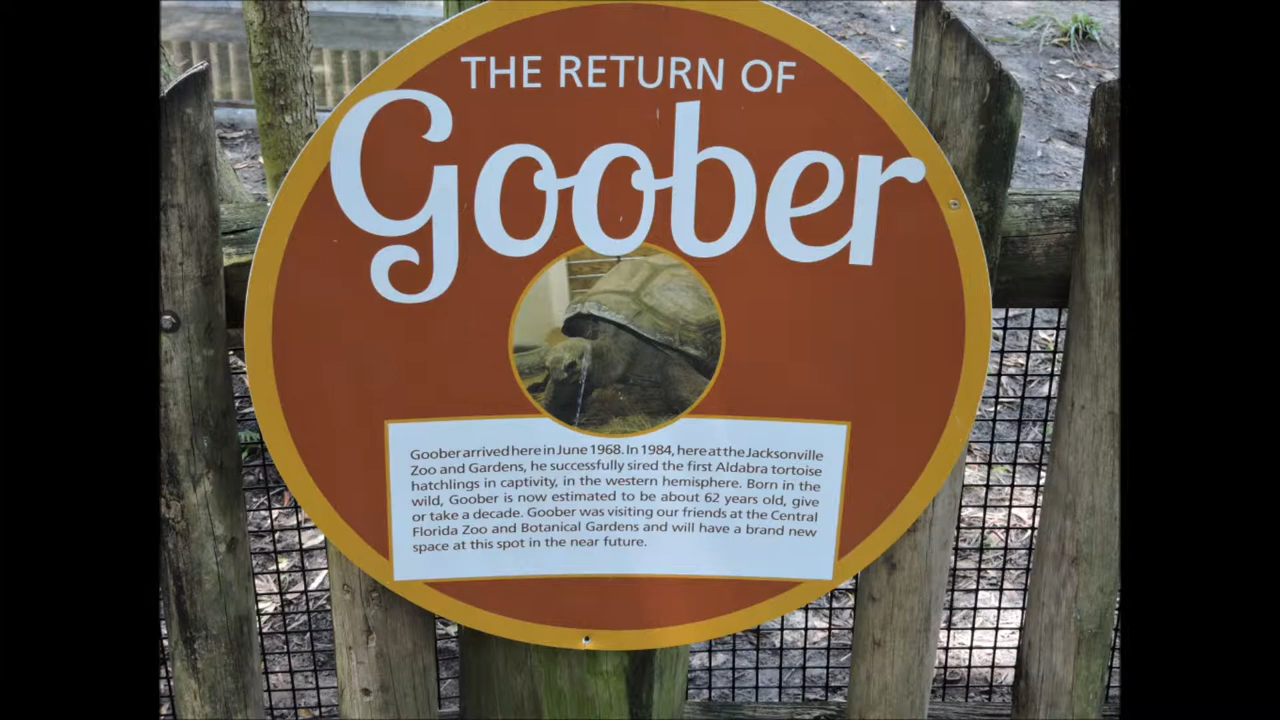 THE RETURN OF
Goober
Goober arrived here in June 1968. In 1984, here at the Jacksonville
Zoo and Gardens, he successfully sired the first Aldabra tortoise
hatchlings in captivity, in the western hemisphere. Born in the
wild, Goober is now estimated to be about 62 years old, give
or take a decade. Goober was visiting our friends at the Central
Florida Zoo and Botanical Gardens and will have a brand new
space at this spot in the near future.